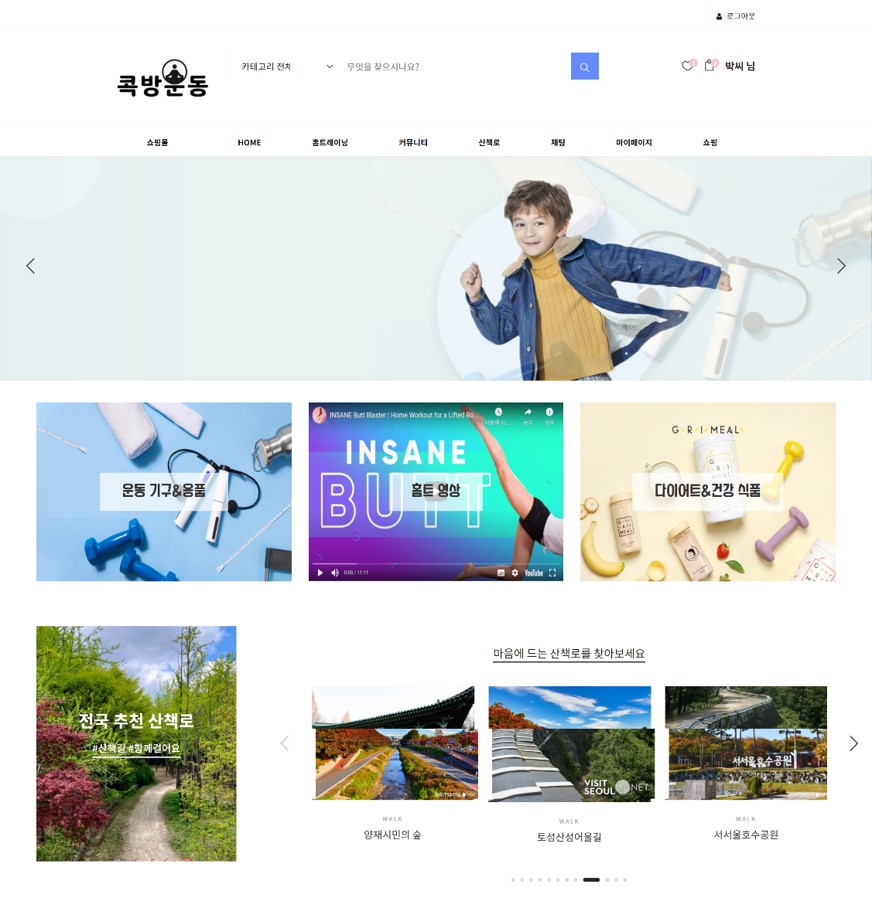 로그아웃
콕방운동
카테고리 전체
무엇을 찾으시나요?
박씨 님
쇼핑몰
HOME
홈트레이닝
커뮤니티
산책로
채팅
마이페이지
쇼핑
INSANE Butt Blaster | Home Workout for a Lifted Bo...
INSANE
BUTT
운동 기구&용품
홈트 영상
0:00 / 11:11
YouTube
GRIMEAL
다이어트&건강 식품
전국 추천 산책로
#산책길 #함께걸어요
마음에 드는 산책로를 찾아보세요
VISIT
SEOUL NET
서서울호수공원
WALK
양재시민의 숲
WALK
토성산성어울길
WALK
서서울호수공원